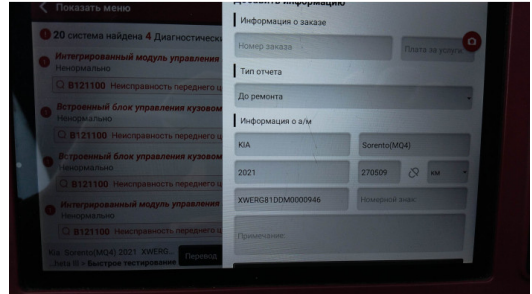 Показать меню
20 система найдена 4 Диагностическ
Интегрированный модуль управления
Ненормально
B121100 Неисправность переднего ц
Встроенный блок управления кузовом
Ненормально
B121100 Неисправность переднего ц
Встроенный блок управления кузовом
Ненормально
B121100 Неисправность переднего ц
Интегрированный модуль управления
Ненормально
B121100 Неисправность переднего ц
Kia Sorento(MQ4) 2021 XWERG...
Быстрое тестирование
Перевод
Добавить информацию
Информация о заказе
Номер заказа
Плата за услуги
Тип отчета
До ремонта
Информация о а/м
KIA
Sorento(MQ4)
2021
270509
км
XWERG81DDM0000946
Номерной знак
Примечание: